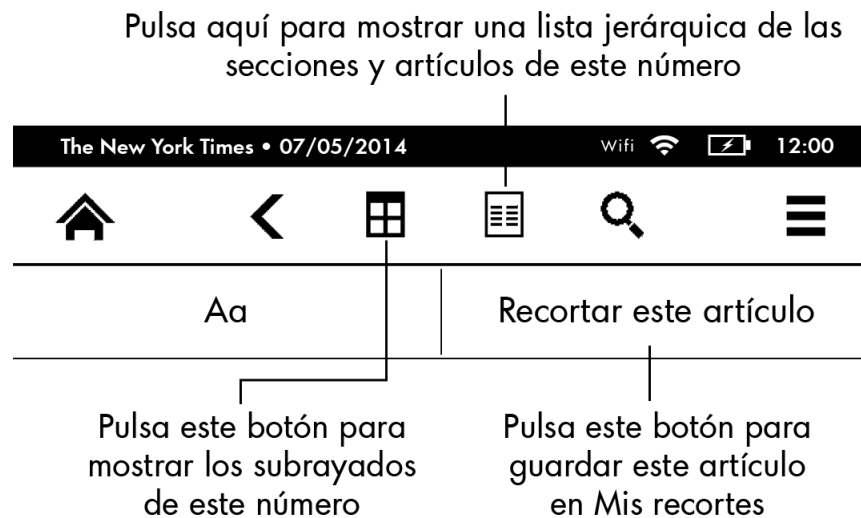 Pulsa aquí para mostrar una lista jerárquica de las
secciones y artículos de este número
The New York Times • 07/05/2014 Wifi 12:00
Aa Recortar este artículo
Pulsa este botón para
mostrar los subrayados
de este número
Pulsa este botón para
guardar este artículo
en Mis recortes